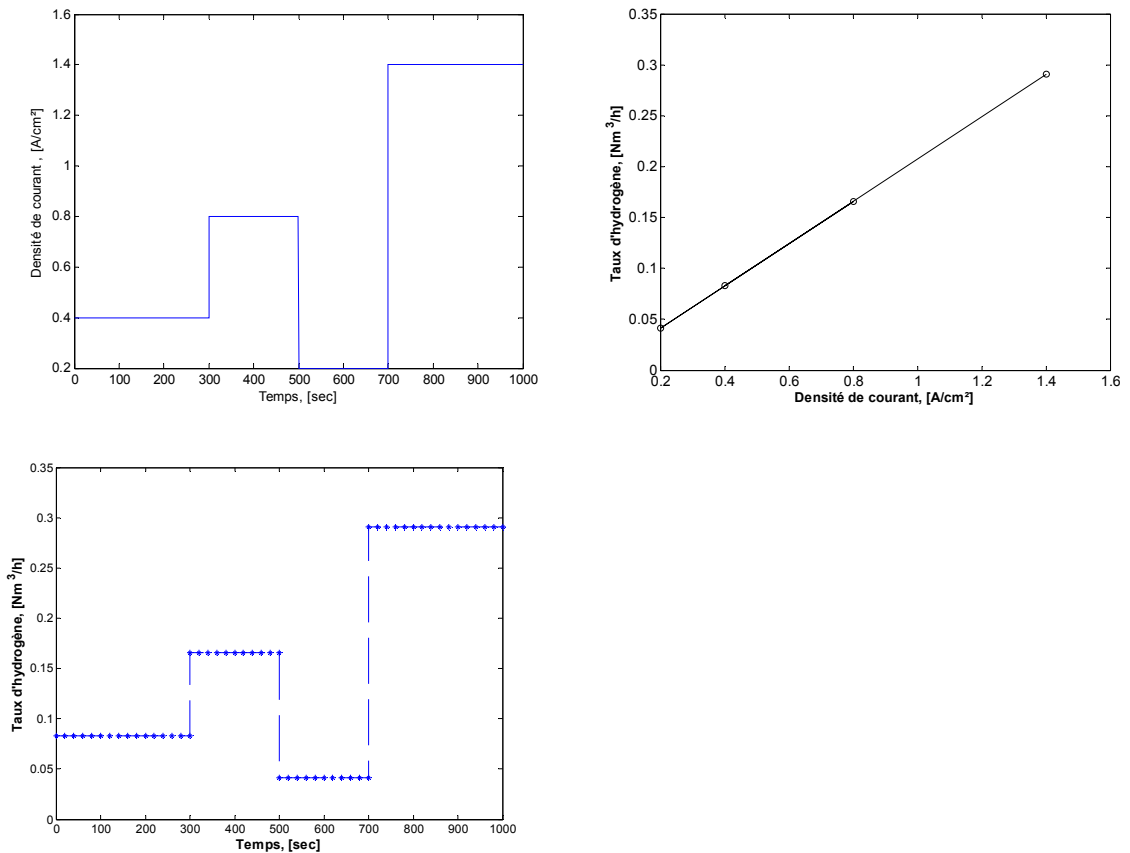 1.6
1.4
1.2
1
0.8
0.6
0.4
0.2
Densité de courant , [A/cm²]
0 100 200 300 400 500 600 700 800 900 1000
Temps, [sec]
0.35
0.3
0.25
0.2
0.15
0.1
0.05
0
Taux d'hydrogène, [Nm³/h]
0.2 0.4 0.6 0.8 1 1.2 1.4 1.6
Densité de courant, [A/cm²]
0.35
0.3
0.25
0.2
0.15
0.1
0.05
0
Taux d'hydrogène, [Nm³/h]
0 100 200 300 400 500 600 700 800 900 1000
Temps, [sec]